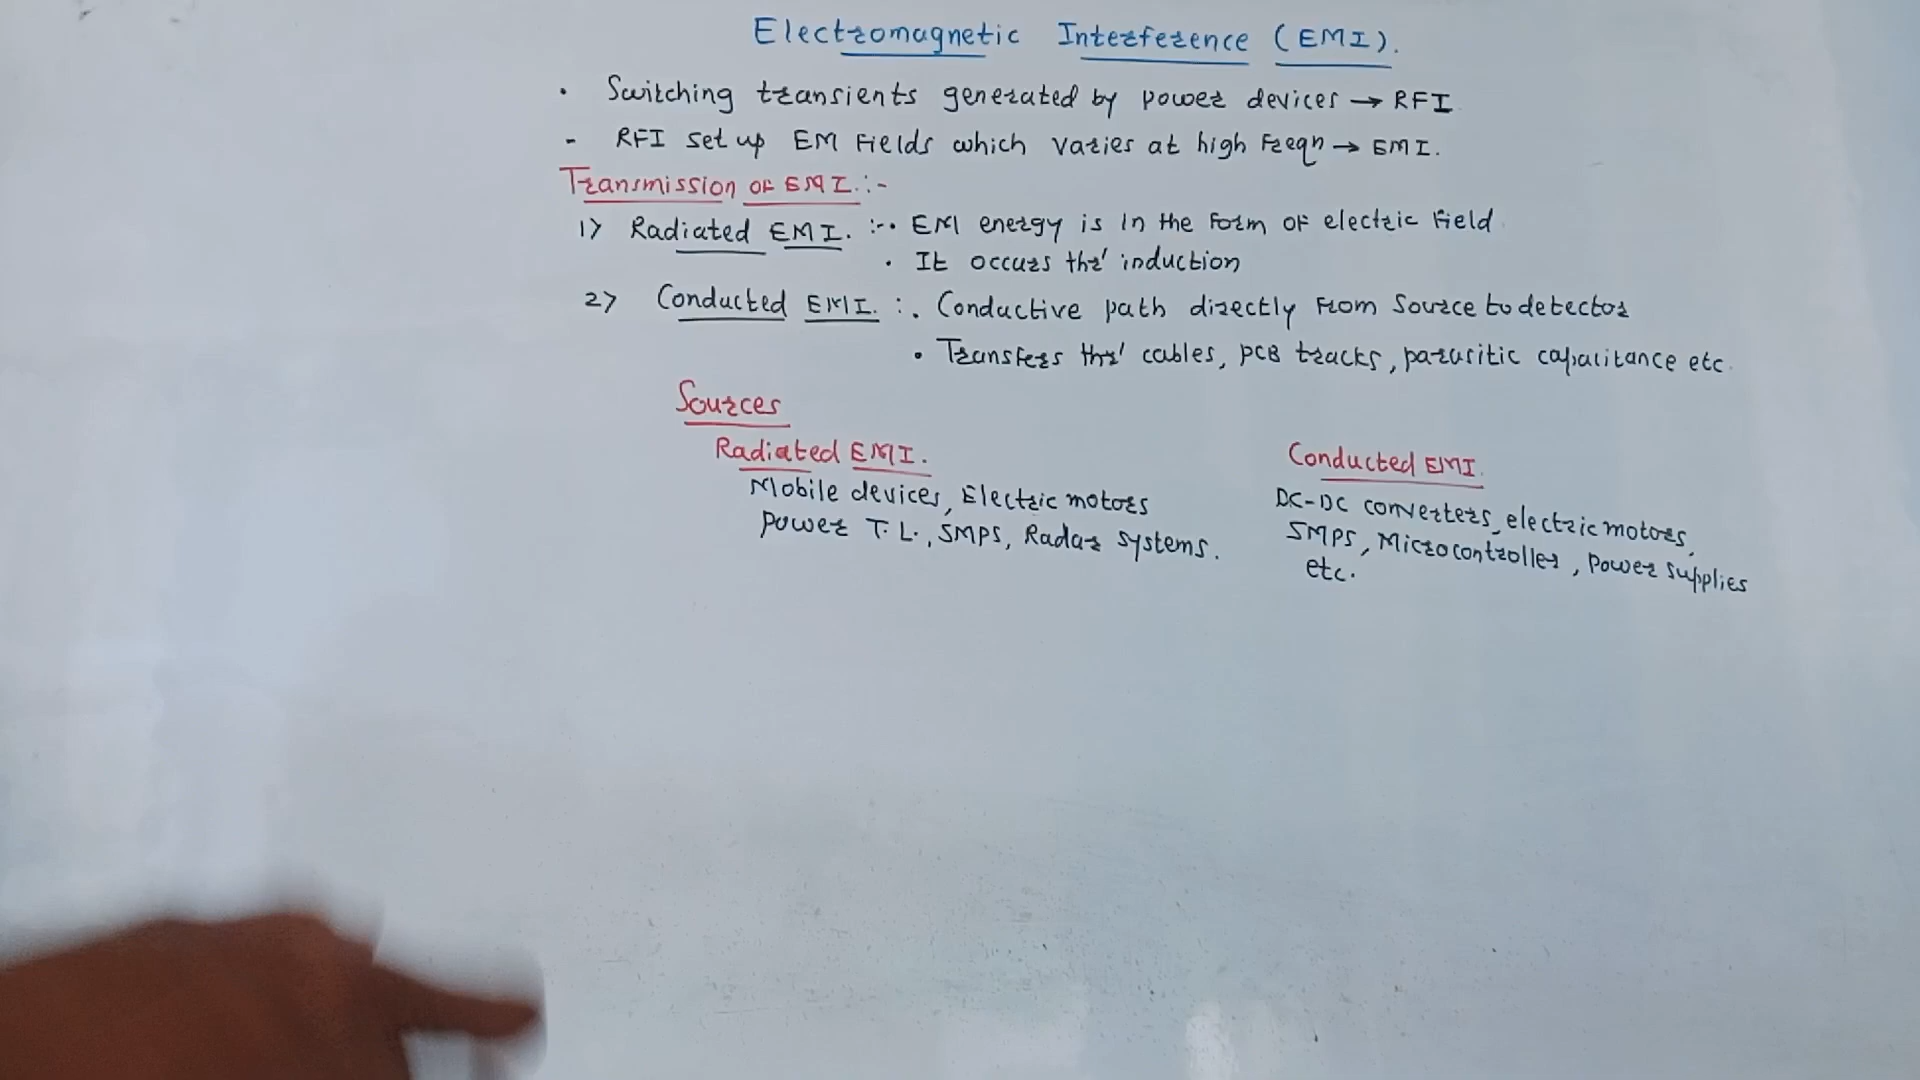 Electromagnetic Interference (EMI).
• Switching transients generated by power devices → RFI
- RFI set up EM Fields which varies at high Freqn → EMI.
Transmission OF EMI.:-
1) Radiated EMI. :-• EM energy is in the Form OF electric Field
• It occurs thr' induction
2) Conducted EMI. :. Conductive path directly From Source to detector
• Transfers thr' cables, PCB tracks, parasitic capacitance etc.
Sources
Radiated EMI.
Mobile devices, Electric motors
Power T.L., SMPS, Radar systems.
Conducted EMI.
DC-DC converters, electric motors,
SMPS, Microcontroller, Power supplies
etc.